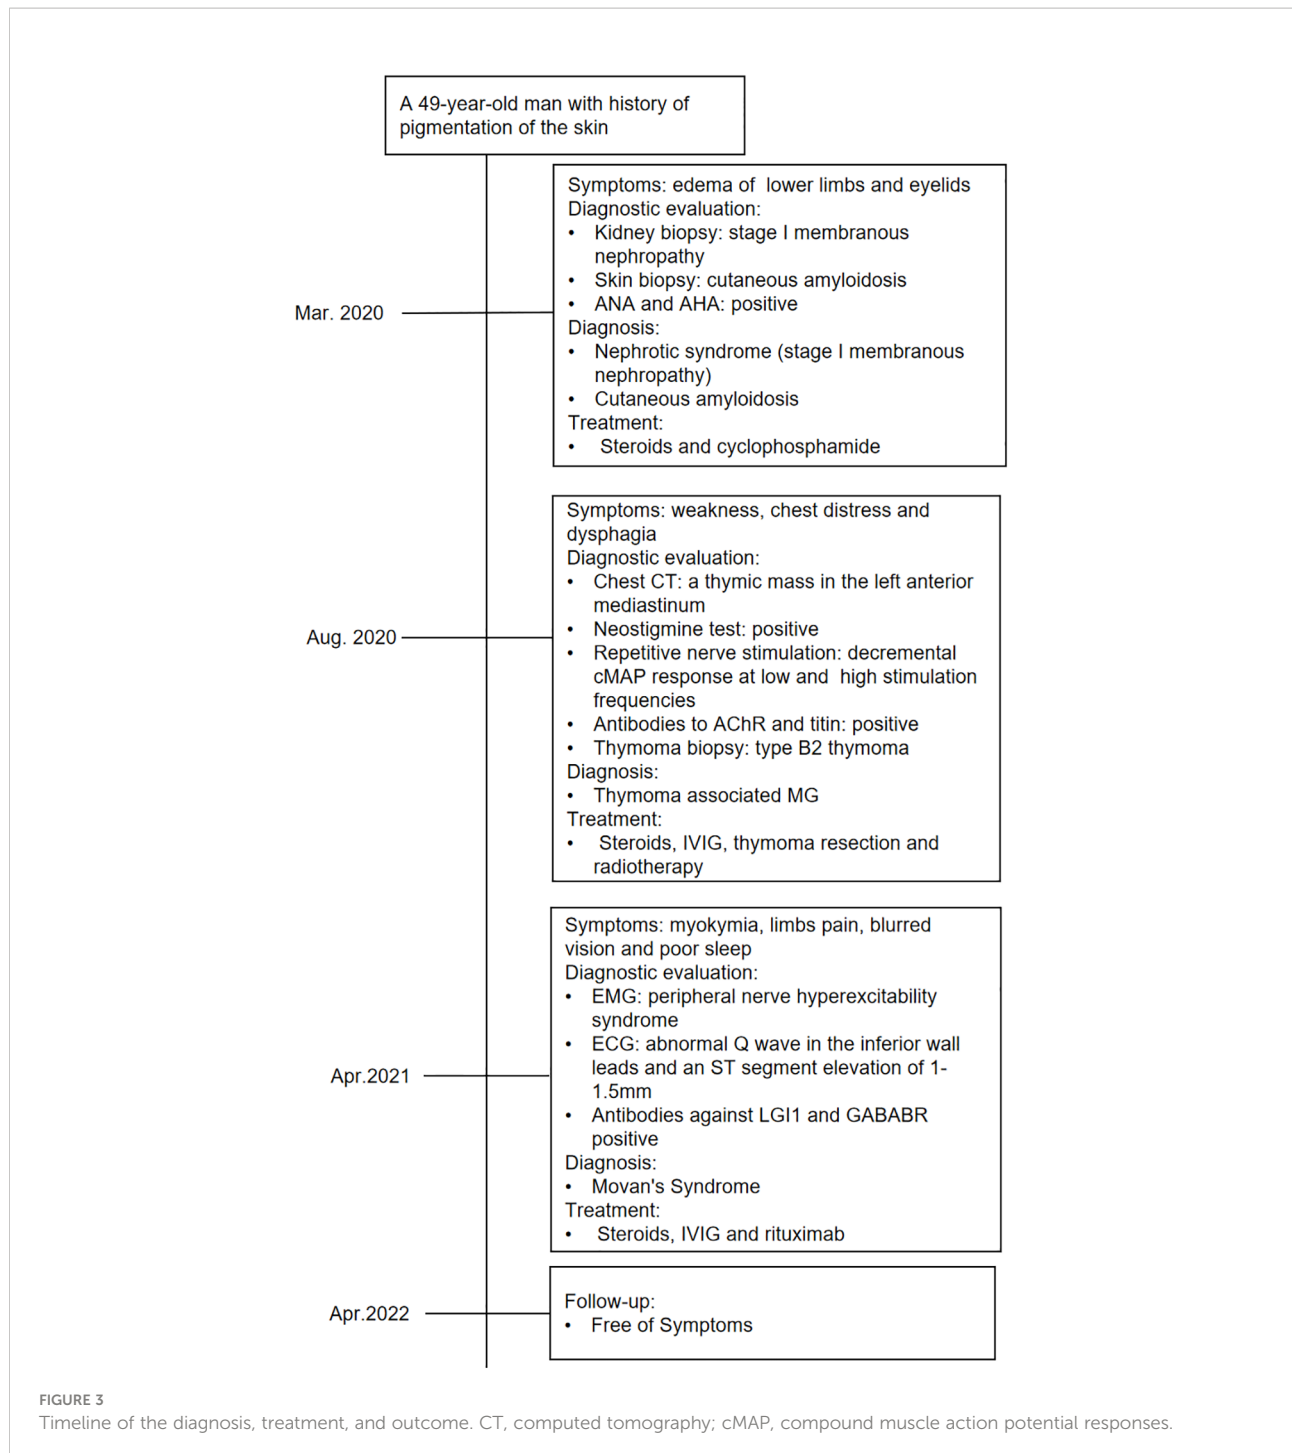 A 49-year-old man with history of
pigmentation of the skin
Mar. 2020
Symptoms: edema of lower limbs and eyelids
Diagnostic evaluation:
• Kidney biopsy: stage I membranous
nephropathy
• Skin biopsy: cutaneous amyloidosis
• ANA and AHA: positive
Diagnosis:
• Nephrotic syndrome (stage I membranous
nephropathy)
• Cutaneous amyloidosis
Treatment:
• Steroids and cyclophosphamide
Aug. 2020
Symptoms: weakness, chest distress and
dysphagia
Diagnostic evaluation:
• Chest CT: a thymic mass in the left anterior
mediastinum
• Neostigmine test: positive
• Repetitive nerve stimulation: decremental
cMAP response at low and high stimulation
frequencies
• Antibodies to AChR and titin: positive
• Thymoma biopsy: type B2 thymoma
Diagnosis:
• Thymoma associated MG
Treatment:
• Steroids, IVIG, thymoma resection and
radiotherapy
Apr.2021
Symptoms: myokymia, limbs pain, blurred
vision and poor sleep
Diagnostic evaluation:
• EMG: peripheral nerve hyperexcitability
syndrome
• ECG: abnormal Q wave in the inferior wall
leads and an ST segment elevation of 1-
1.5mm
• Antibodies against LGI1 and GABABR
positive
Diagnosis:
• Movan's Syndrome
Treatment:
• Steroids, IVIG and rituximab
Apr.2022
Follow-up:
• Free of Symptoms
FIGURE 3
Timeline of the diagnosis, treatment, and outcome. CT, computed tomography; cMAP, compound muscle action potential responses.